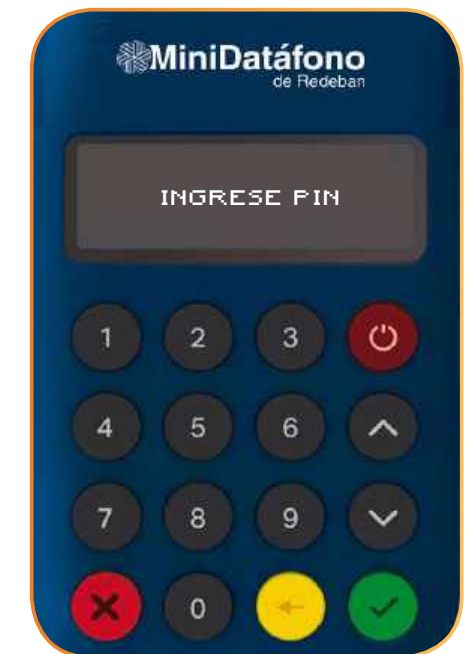 MiniDatáfono
de Redeban
INGRESE PIN
1 2 3
4 5 6
7 8 9
0